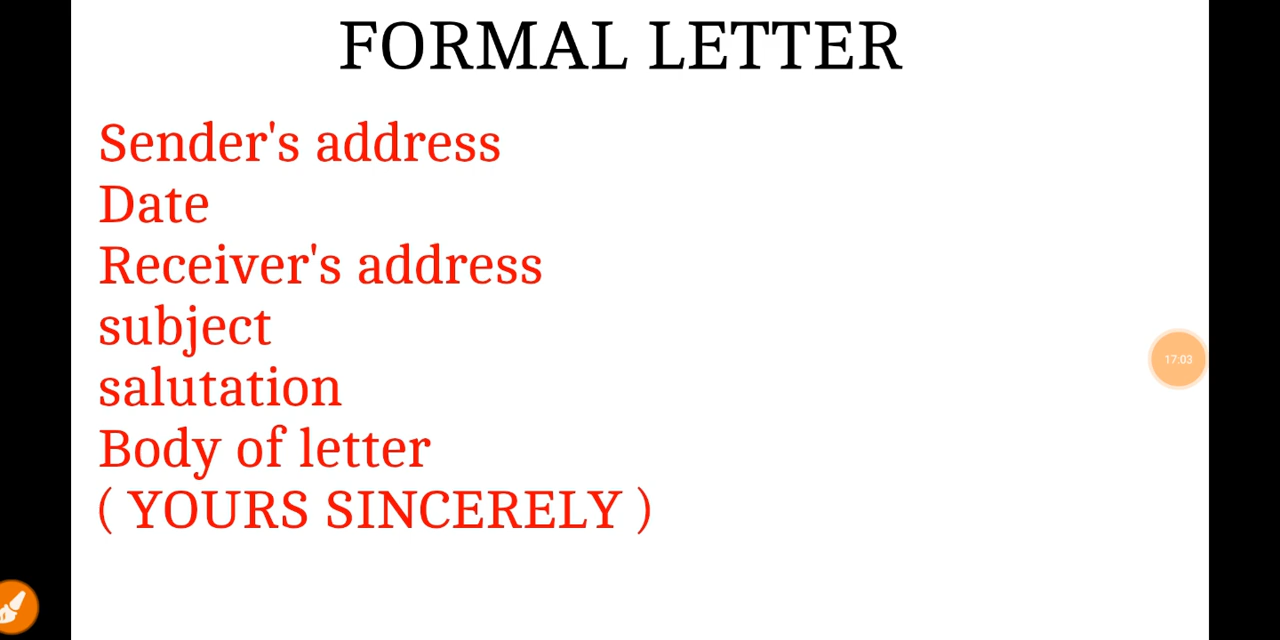 FORMAL LETTER
Sender's address
Date
Receiver's address
subject
salutation
Body of letter
( YOURS SINCERELY )
17:03